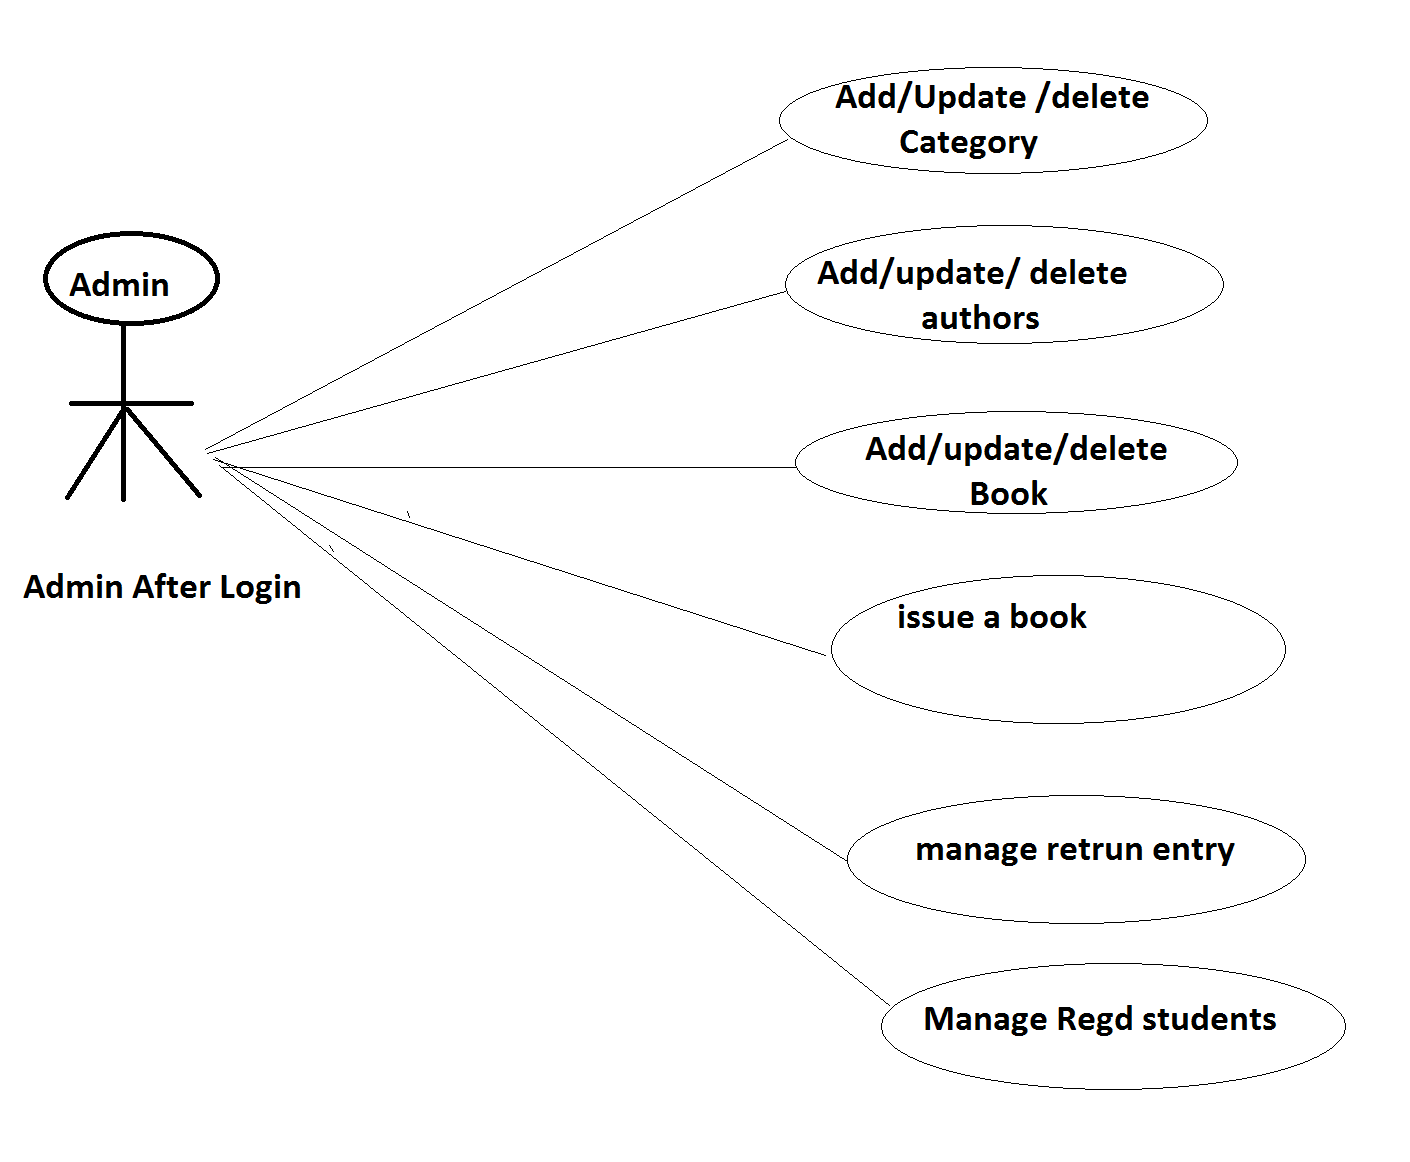 Add/Update /delete
Category
Admin
Add/update/ delete
authors
Add/update/delete
Book
Admin After Login
issue a book
manage retrun entry
Manage Regd students